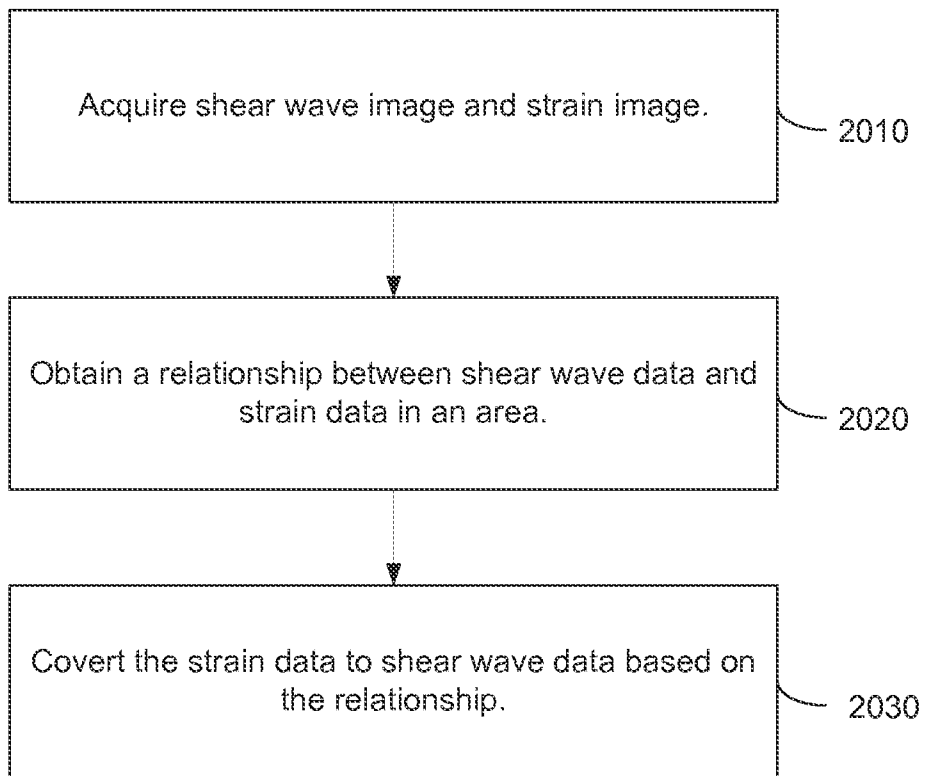 Acquire shear wave image and strain image.
2010
Obtain a relationship between shear wave data and
strain data in an area.
2020
Covert the strain data to shear wave data based on
the relationship.
2030